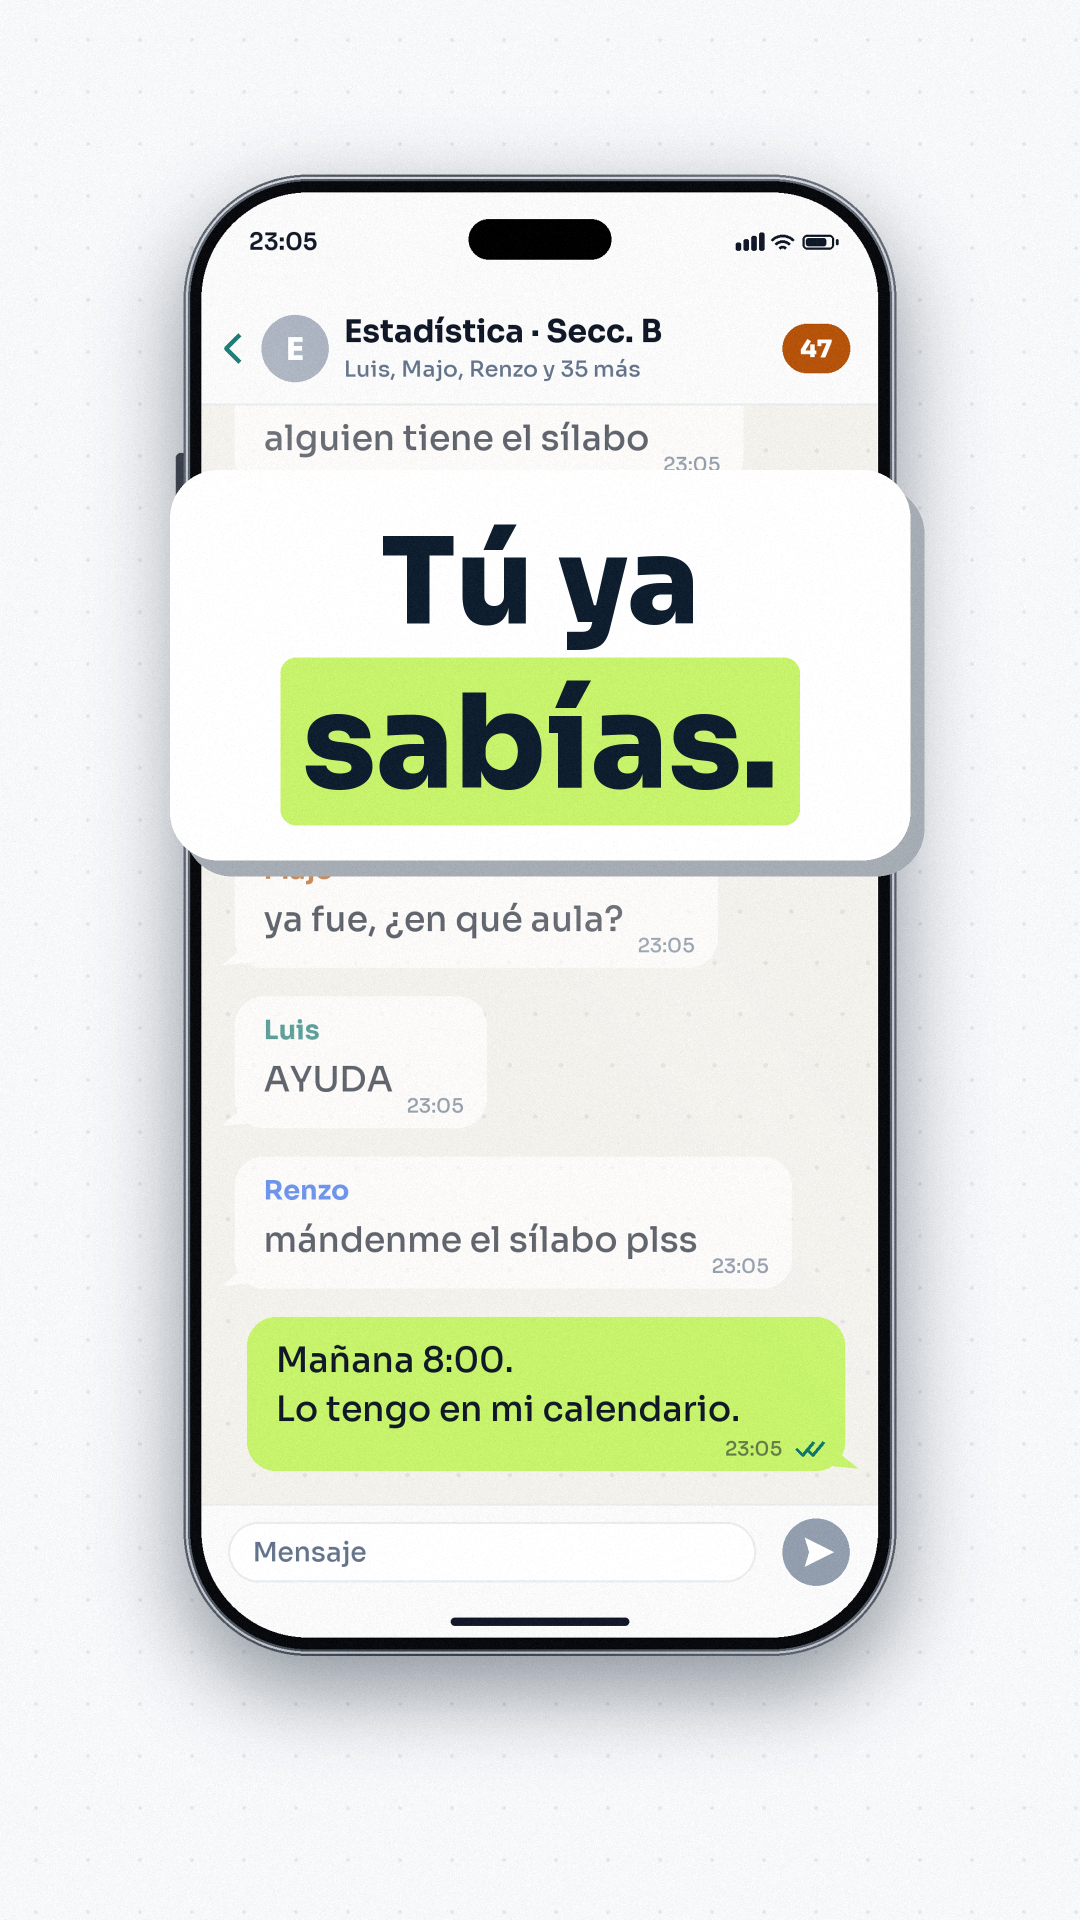 23:05
E
Estadística · Secc. B
47
Luis, Majo, Renzo y 35 más
alguien tiene el sílabo
23:05
Tú ya
sabías.
Majo
ya fue, ¿en qué aula?
23:05
Luis
AYUDA
23:05
Renzo
mándenme el sílabo plss
23:05
Mañana 8:00.
Lo tengo en mi calendario.
23:05
Mensaje